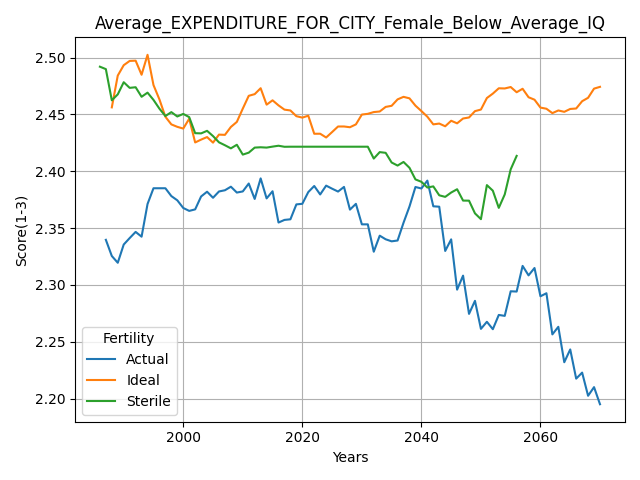 Average_EXPENDITURE_FOR_CITY_Female_Below_Average_IQ
Score(1-3)
2.50
2.45
2.40
2.35
2.30
2.25
2.20
Fertility
Actual
Ideal
Sterile
2000
2020
2040
2060
Years